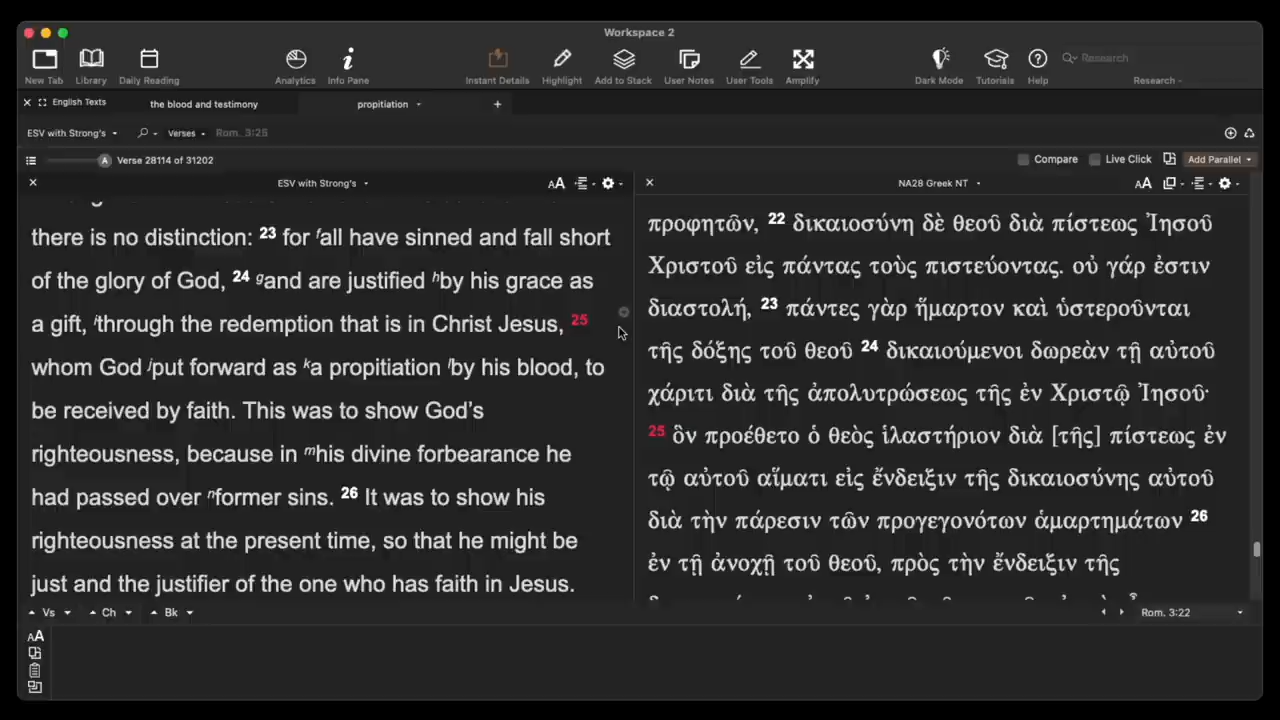 Workspace 2
New Tab
Library
Daily Reading
Analytics
Info Pane
Instant Details
Highlight
Add to Stack
User Notes
User Tools
Amplify
Dark Mode
Tutorials
Help
Research
Research
English Texts
the blood and testimony
propitiation
ESV with Strong's
Verses
Rom. 3:25
A Verse 28114 of 31202
Compare
Live Click
Add Parallel
ESV with Strong's
there is no distinction: 23 for fall have sinned and fall short
of the glory of God, 24 gand are justified hby his grace as
a gift, ithrough the redemption that is in Christ Jesus, 25
whom God jput forward as ka propitiation lby his blood, to
be received by faith. This was to show God’s
righteousness, because in mhis divine forbearance he
had passed over nformer sins. 26 It was to show his
righteousness at the present time, so that he might be
just and the justifier of the one who has faith in Jesus.
NA28 Greek NT
προφητῶν, 22 δικαιοσύνη δὲ θεοῦ διὰ πίστεως Ἰησοῦ
Χριστοῦ εἰς πάντας τοὺς πιστεύοντας. οὐ γάρ ἐστιν
διαστολή, 23 πάντες γὰρ ἥμαρτον καὶ ὑστεροῦνται
τῆς δόξης τοῦ θεοῦ 24 δικαιούμενοι δωρεὰν τῇ αὐτοῦ
χάριτι διὰ τῆς ἀπολυτρώσεως τῆς ἐν Χριστῷ Ἰησοῦ·
25 ὃν προέθετο ὁ θεὸς ἱλαστήριον διὰ [τῆς] πίστεως ἐν
τῷ αὐτοῦ αἵματι εἰς ἔνδειξιν τῆς δικαιοσύνης αὐτοῦ
διὰ τὴν πάρεσιν τῶν προγεγονότων ἁμαρτημάτων 26
ἐν τῇ ἀνοχῇ τοῦ θεοῦ, πρὸς τὴν ἔνδειξιν τῆς
Vs
Ch
Bk
Rom. 3:22